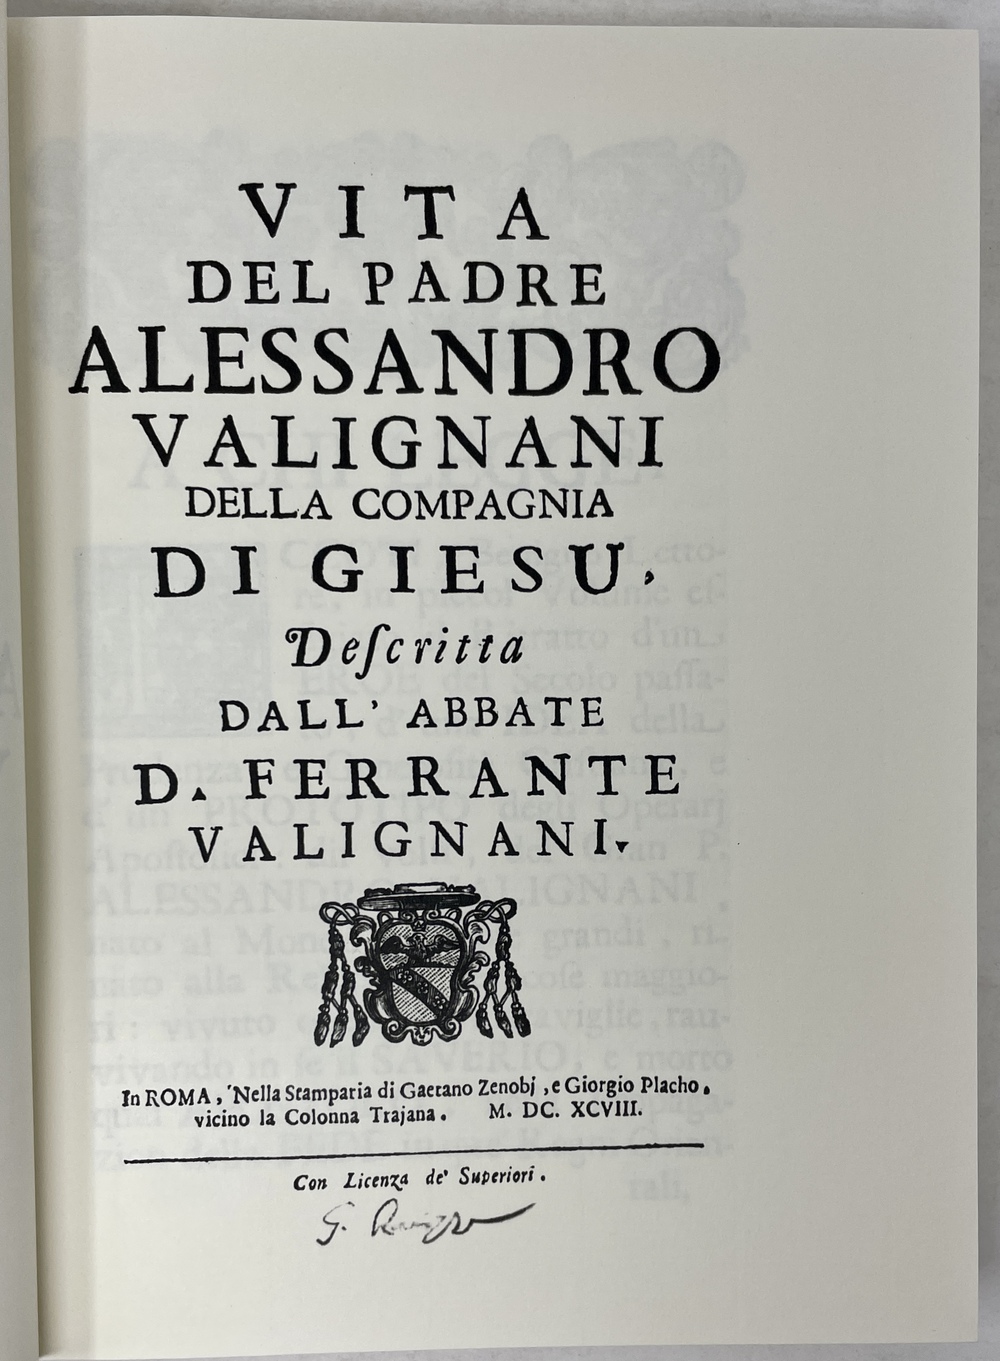 VITA
DEL PADRE
ALESSANDRO
VALIGNANI
DELLA COMPAGNIA
DI GIESU,
Deſcritta
DALL' ABBATE
D. FERRANTE
VALIGNANI.
In ROMA, Nella Stamparia di Gaetano Zenobj, e Giorgio Placho.
vicino la Colonna Trajana. M. DC. XCVIII.
Con Licenza de' Superiori.
G.